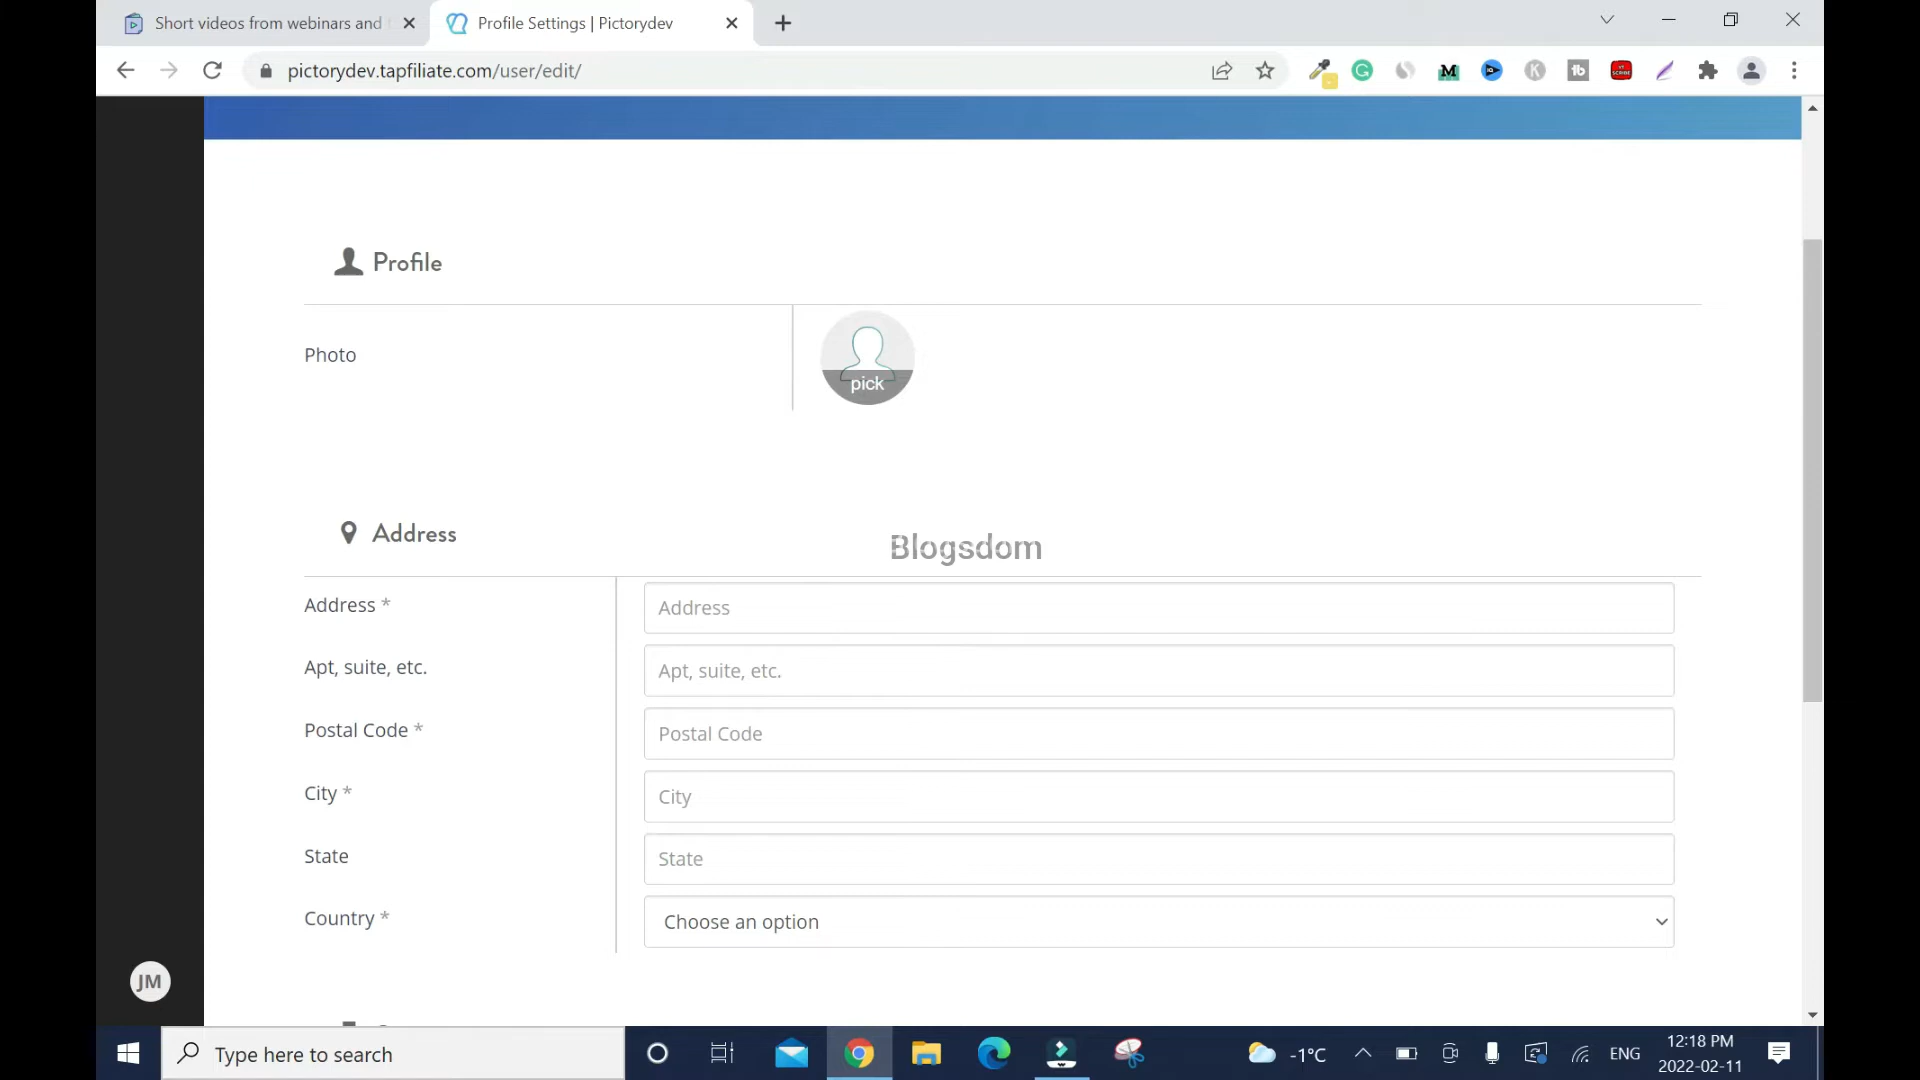 Short videos from webinars and
Profile Settings | Pictorydev
pictorydev.tapfiliate.com/user/edit/
Profile
Photo
pick
Address
Blogsdom
Address *
Address
Apt, suite, etc.
Apt, suite, etc.
Postal Code *
Postal Code
City *
City
State
State
Country *
Choose an option
JM
Type here to search
-1°C
ENG
12:18 PM
2022-02-11